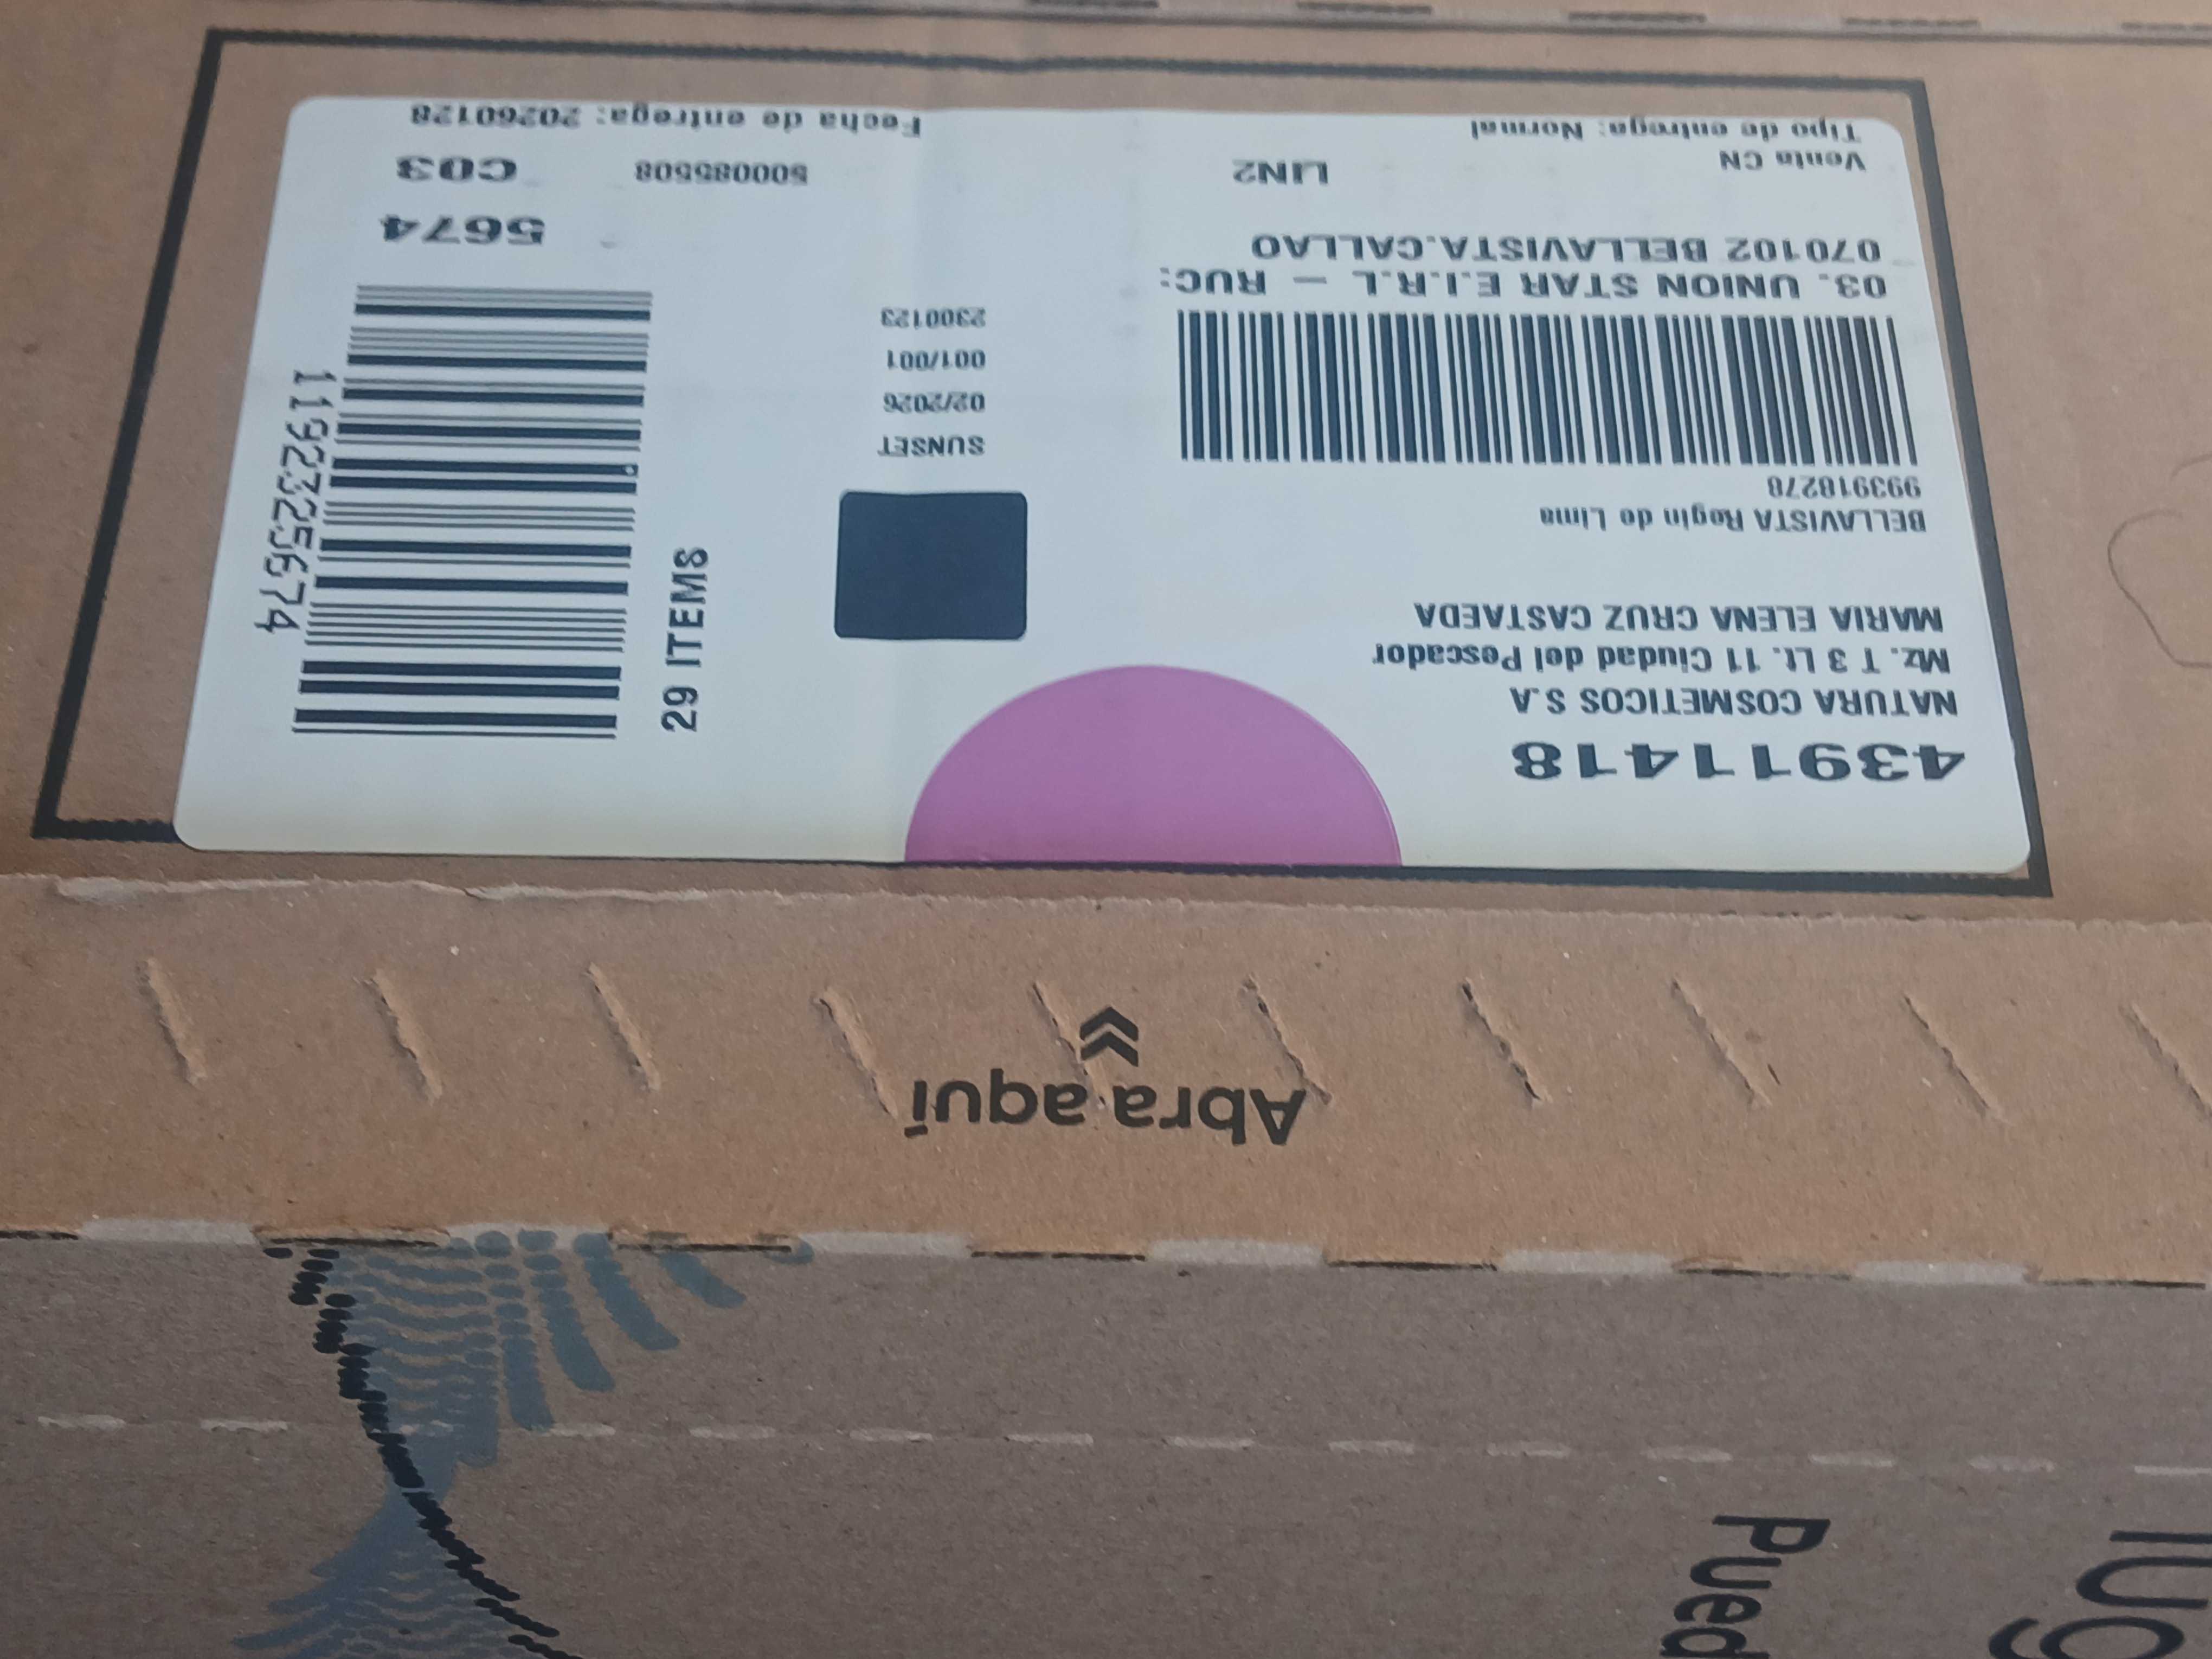 43911418
NATURA COSMETICOS S.A
Mz. T 3 Lt. 11 Ciudad del Pescador
MARIA ELENA CRUZ CASTAEDA
BELLAVISTA Regin de Lima
993918278
03. UNION STAR E.I.R.L - RUC:
070102 BELLAVISTA.CALLAO
Venta CN
LIN2
Tipo de entrega: Normal
SUNSET
02/2026
001/001
2300123
29 ITEMS
1192325674
5674
500085508
C03
Fecha de entrega: 20260128
Abra aquí
Pued